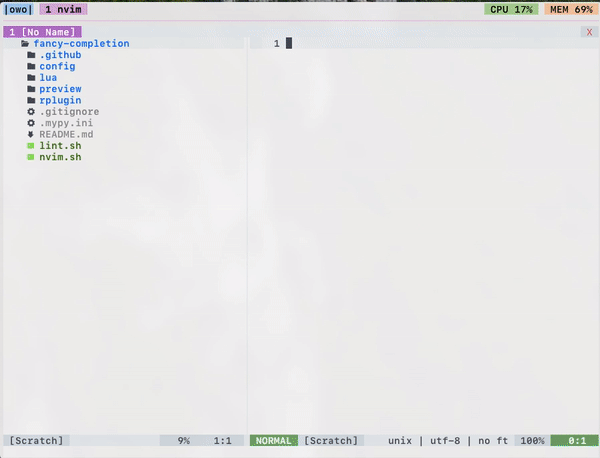 |owo| 1 nvim CPU 17% MEM 69%
1 [No Name] X
fancy-completion 1
.github
config
lua
preview
rplugin
.gitignore
.mypy.ini
README.md
lint.sh
nvim.sh
[Scratch] 9% 1:1 NORMAL [Scratch] unix | utf-8 | no ft 100% 0:1